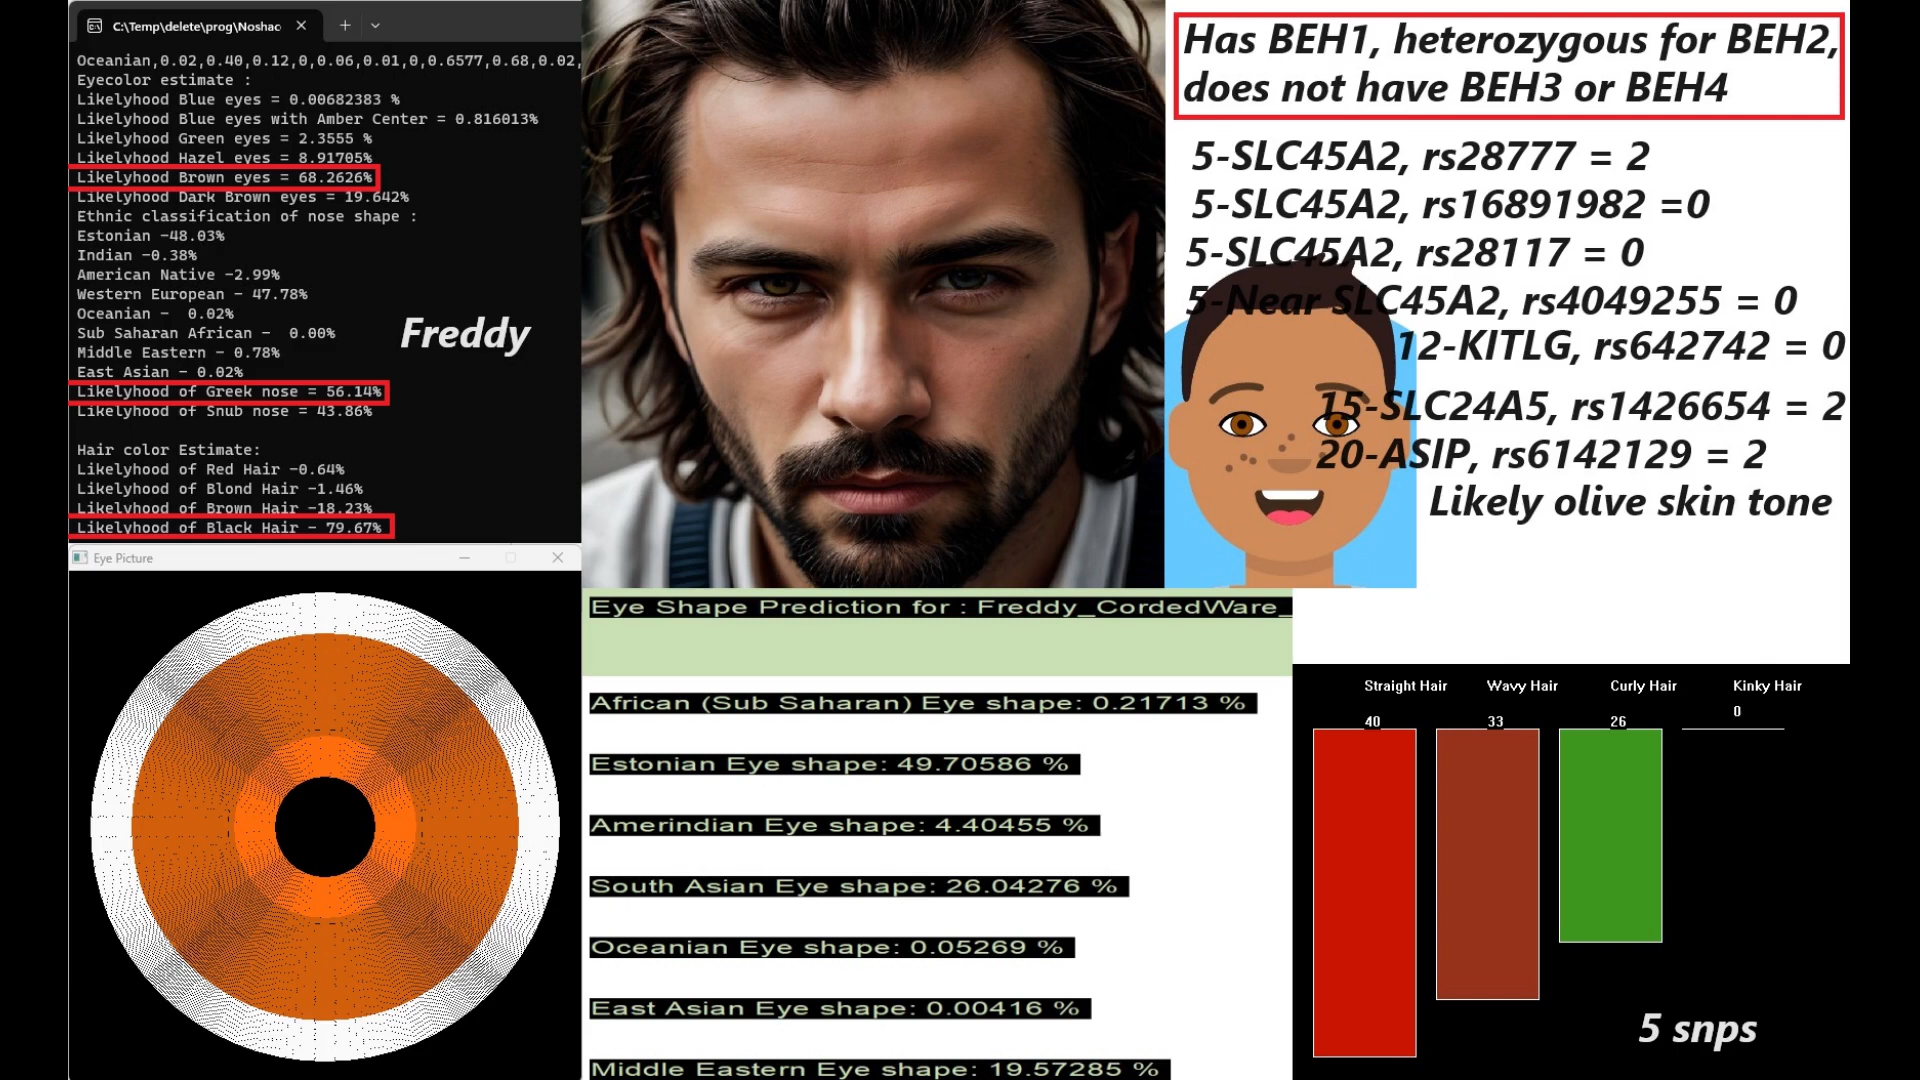 C:\Temp\delete\prog\Noshac
Oceanian,0.02,0.40,0.12,0,0.06,0.01,0,0.6577,0.68,0.02,
Eyecolor estimate :
Likelyhood Blue eyes = 0.00682383 %
Likelyhood Blue eyes with Amber Center = 0.816013%
Likelyhood Green eyes = 2.3555 %
Likelyhood Hazel eyes = 8.91705%
Likelyhood Brown eyes = 68.2626%
Likelyhood Dark Brown eyes = 19.642%
Ethnic classification of nose shape :
Estonian -48.03%
Indian -0.38%
American Native -2.99%
Western European - 47.78%
Oceanian -  0.02%
Sub Saharan African -  0.00%
Middle Eastern - 0.78%
East Asian - 0.02%
Likelyhood of Greek nose = 56.14%
Likelyhood of Snub nose = 43.86%
Freddy
Hair color Estimate:
Likelyhood of Red Hair -0.64%
Likelyhood of Blond Hair -1.46%
Likelyhood of Brown Hair -18.23%
Likelyhood of Black Hair - 79.67%
Eye Picture
Has BEH1, heterozygous for BEH2,
does not have BEH3 or BEH4
5-SLC45A2, rs28777 = 2
5-SLC45A2, rs16891982 =0
5-SLC45A2, rs28117 = 0
5-Near SLC45A2, rs4049255 = 0
12-KITLG, rs642742 = 0
15-SLC24A5, rs1426654 = 2
20-ASIP, rs6142129 = 2
Likely olive skin tone
Eye Shape Prediction for : Freddy_CordedWare_
African (Sub Saharan) Eye shape: 0.21713 %
Estonian Eye shape: 49.70586 %
Amerindian Eye shape: 4.40455 %
South Asian Eye shape: 26.04276 %
Oceanian Eye shape: 0.05269 %
East Asian Eye shape: 0.00416 %
Middle Eastern Eye shape: 19.57285 %
Straight Hair Wavy Hair Curly Hair Kinky Hair
40 33 26 0
5 snps